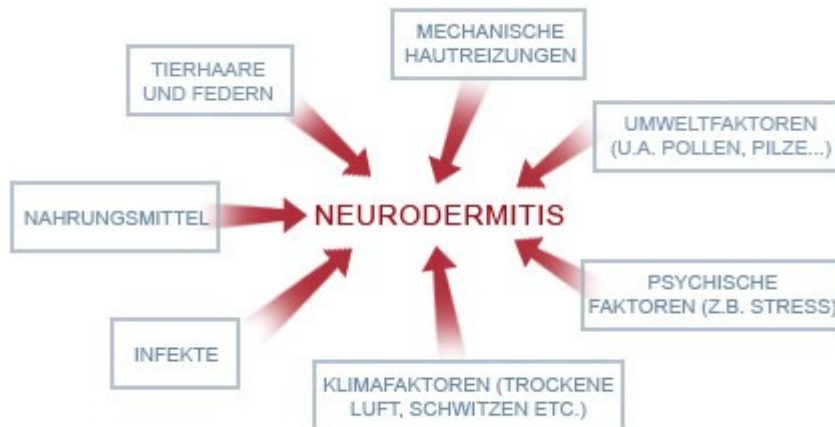 MECHANISCHE
HAUTREIZUNGEN
TIERHAARE
UND FEDERN
UMWELTFAKTOREN
(U.A. POLLEN, PILZE...)
NAHRUNGSMITTEL
NEURODERMITIS
PSYCHISCHE
FAKTOREN (Z.B. STRESS)
INFEKTE
KLIMAFAKTOREN (TROCKENE
LUFT, SCHWITZEN ETC.)